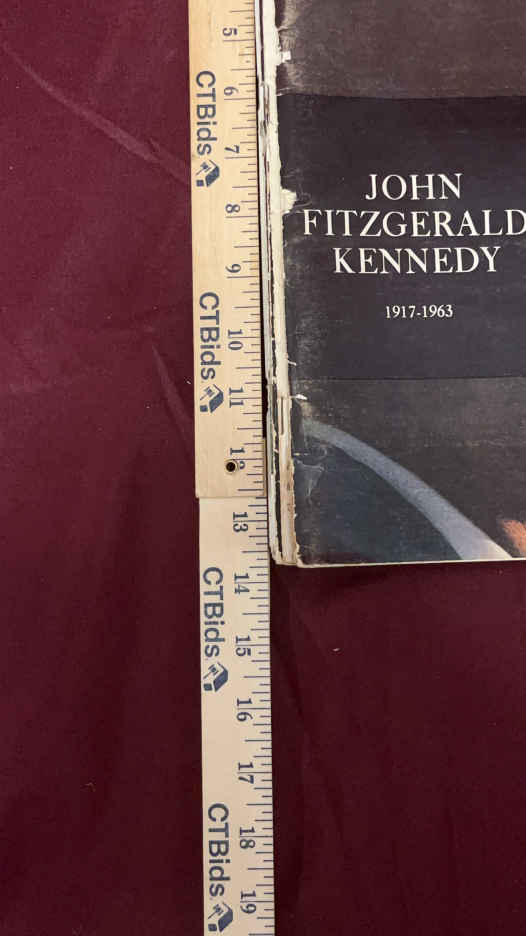 5
6
CTBids
7
8
9
CTBids
10
11
12
13
CTBids
14
15
16
17
CTBids
18
19
JOHN
FITZGERALD
KENNEDY
1917-1963